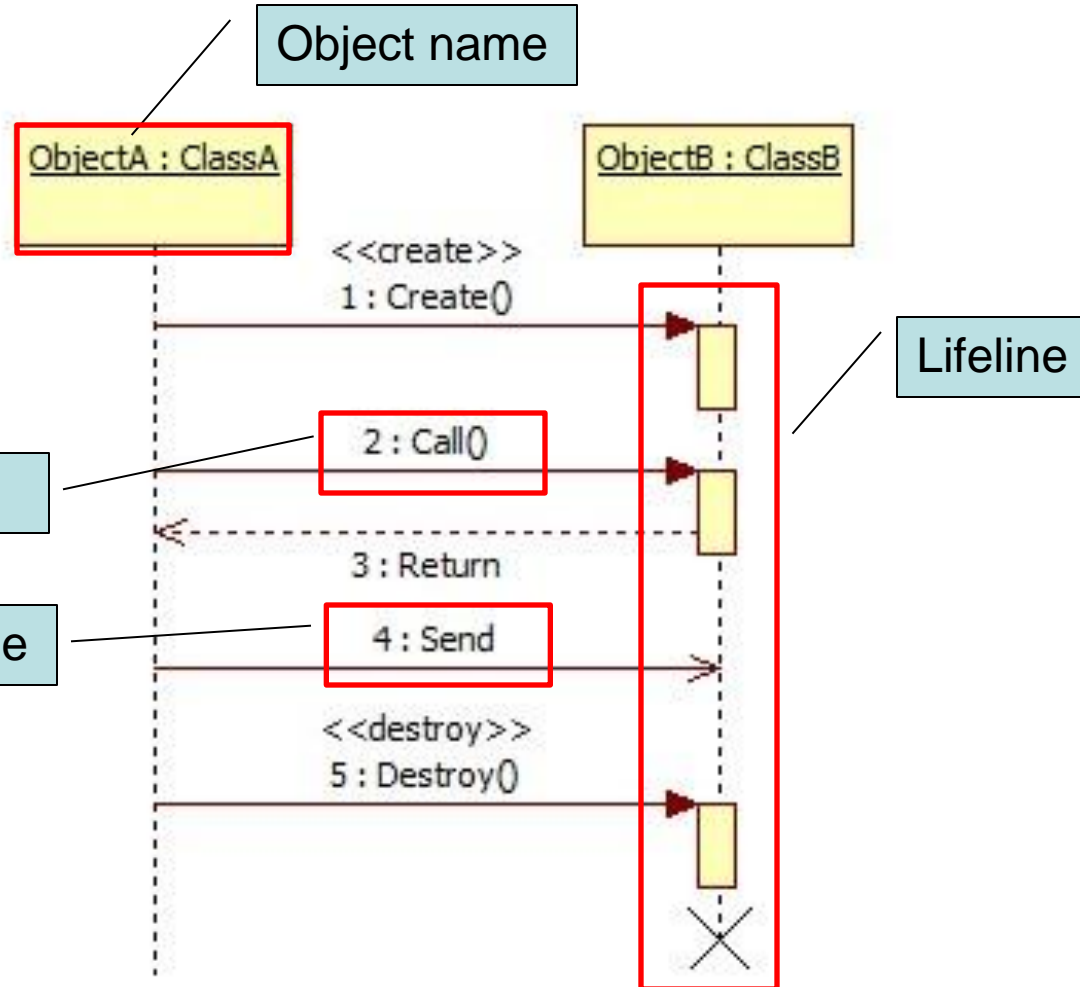 Object name
ObjectA : ClassA
ObjectB : ClassB
<<create>>
1 : Create()
Lifeline
2 : Call()
3 : Return
e
4 : Send
<<destroy>>
5 : Destroy()